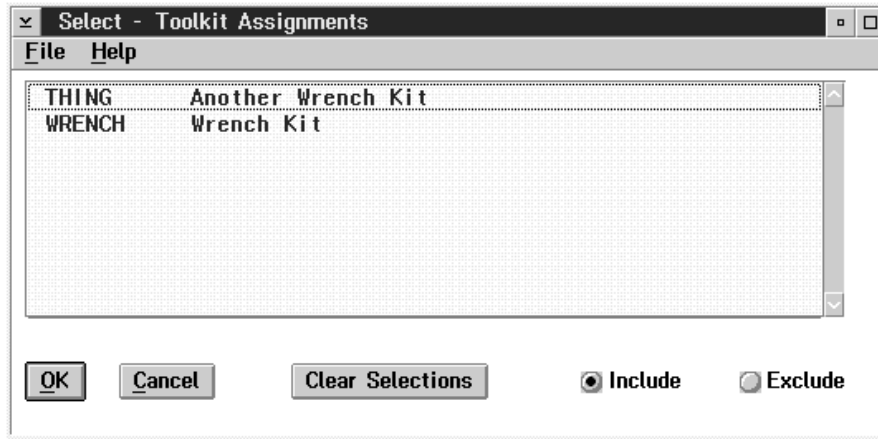 Select - Toolkit Assignments
File Help
THING Another Wrench Kit
WRENCH Wrench Kit
OK Cancel Clear Selections Include Exclude